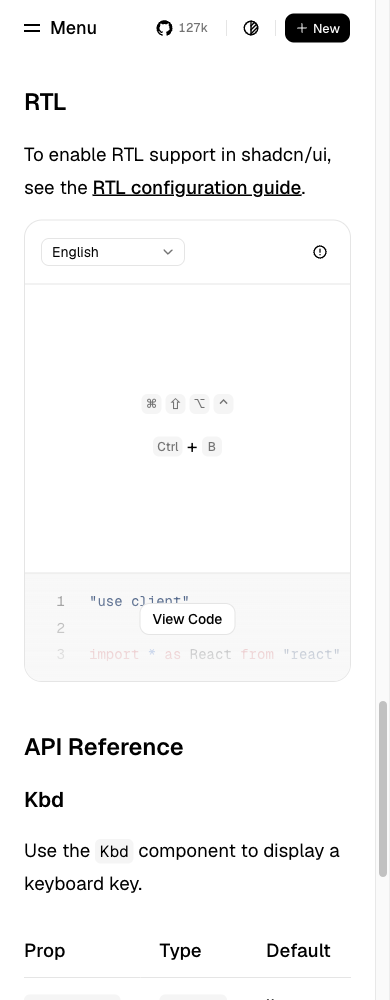 Menu 127k + New
RTL
To enable RTL support in shadcn/ui,
see the RTL configuration guide.
English
⌘ ⇧ ⌥ ⌃
Ctrl + B
1 "use client"
2
View Code
3 import * as React from "react"
API Reference
Kbd
Use the Kbd component to display a
keyboard key.
Prop Type Default